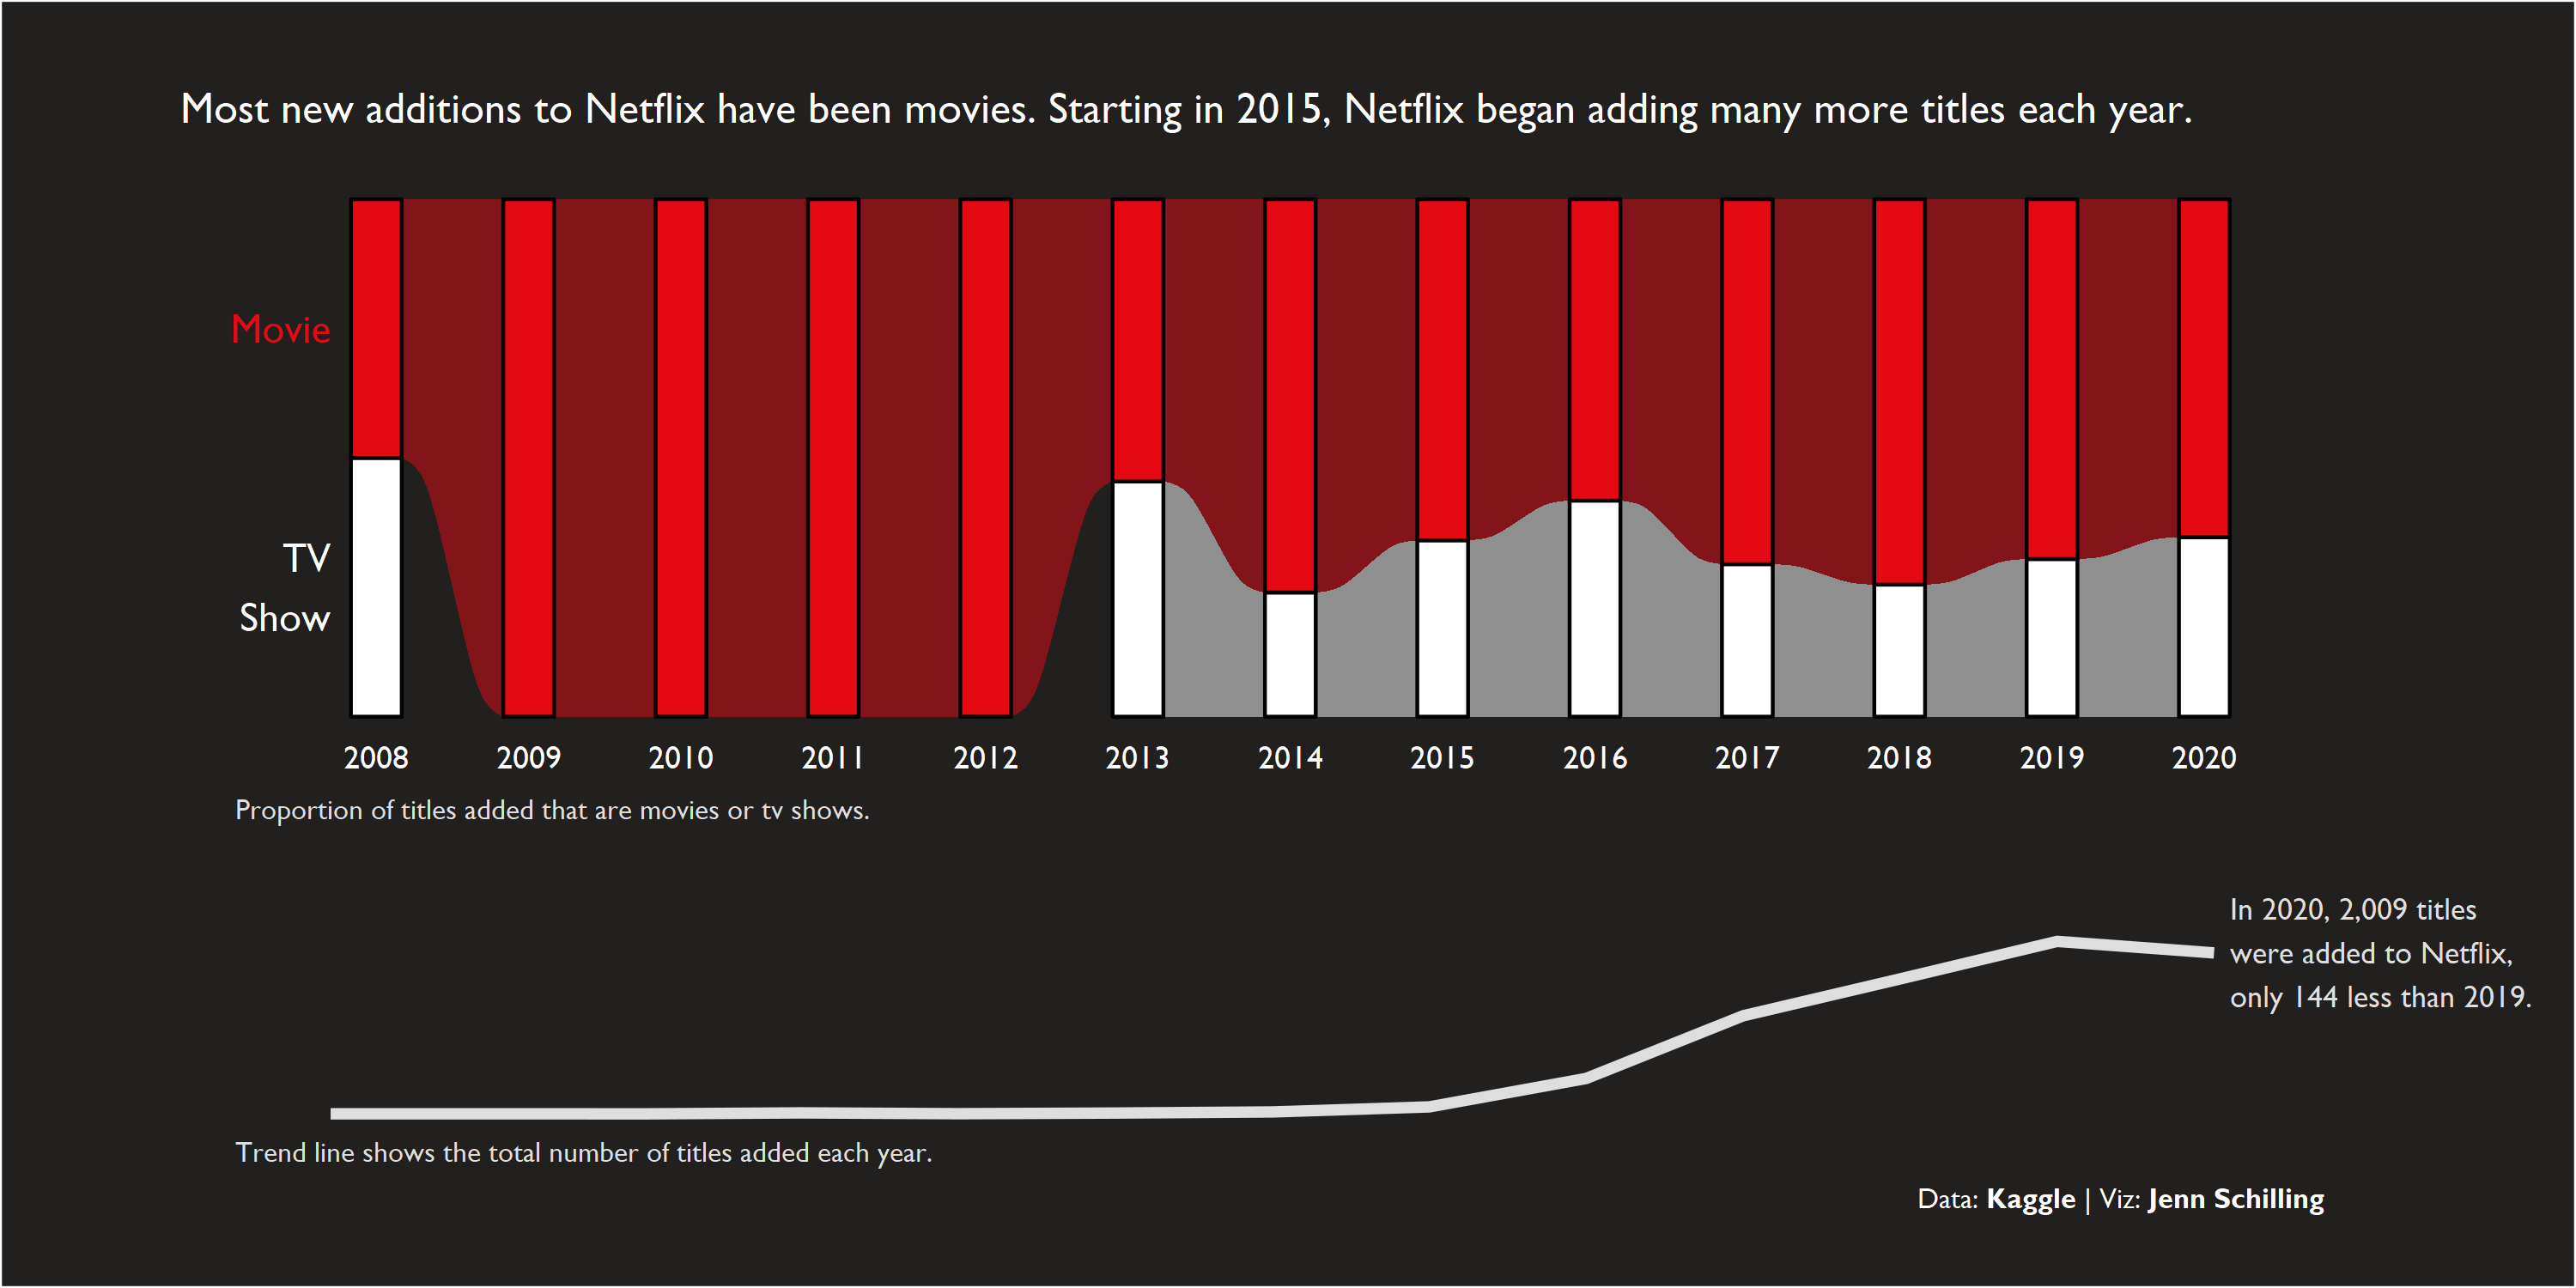 Most new additions to Netflix have been movies. Starting in 2015, Netflix began adding many more titles each year.
Movie
TV
Show
2008 2009 2010 2011 2012 2013 2014 2015 2016 2017 2018 2019 2020
Proportion of titles added that are movies or tv shows.
In 2020, 2,009 titles
were added to Netflix,
only 144 less than 2019.
Trend line shows the total number of titles added each year.
Data: Kaggle | Viz: Jenn Schilling